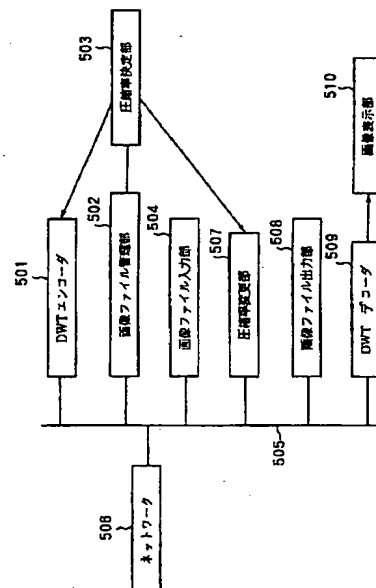 503
圧縮率決定部
510
画像表示部
501
DWTエンコーダ
502
画像ファイル管理部
504
画像ファイル入力部
507
圧縮率変更部
508
画像ファイル出力部
509
DWT デコーダ
505
506
ネットワーク